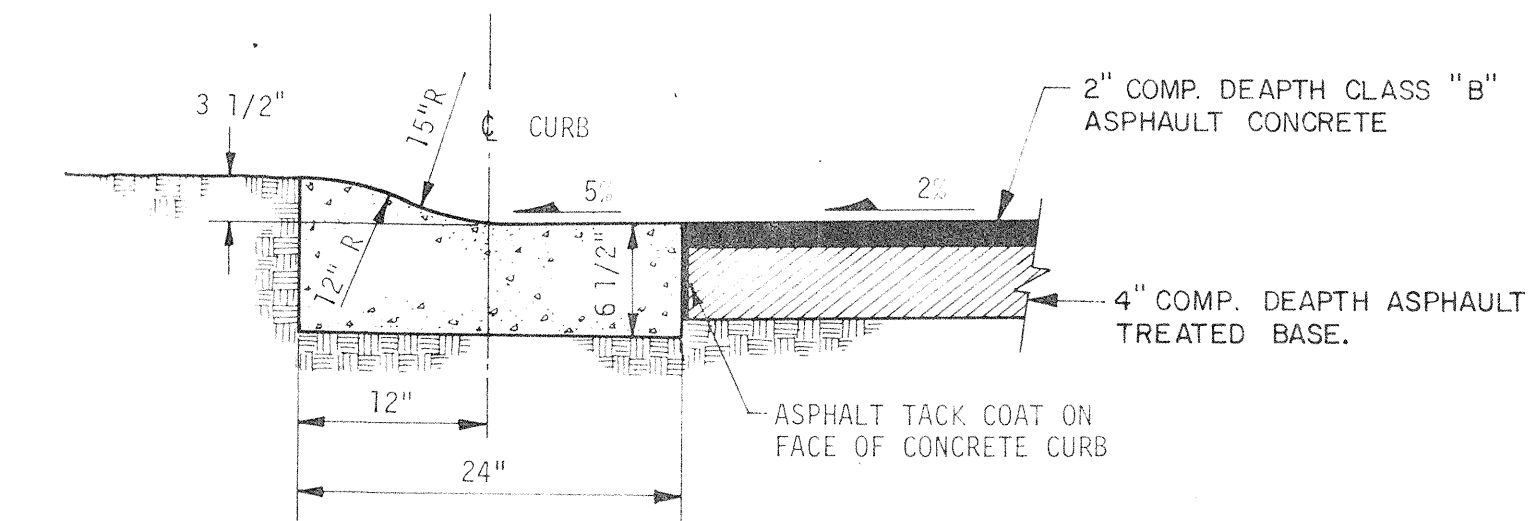 2" COMP. DEAPTH CLASS "B"
ASPHAULT CONCRETE
3 1/2"
15"R
℄ CURB
5%
2%
12" R
6 1/2"
4" COMP. DEAPTH ASPHAULT
TREATED BASE.
12"
ASPHALT TACK COAT ON
FACE OF CONCRETE CURB
24"